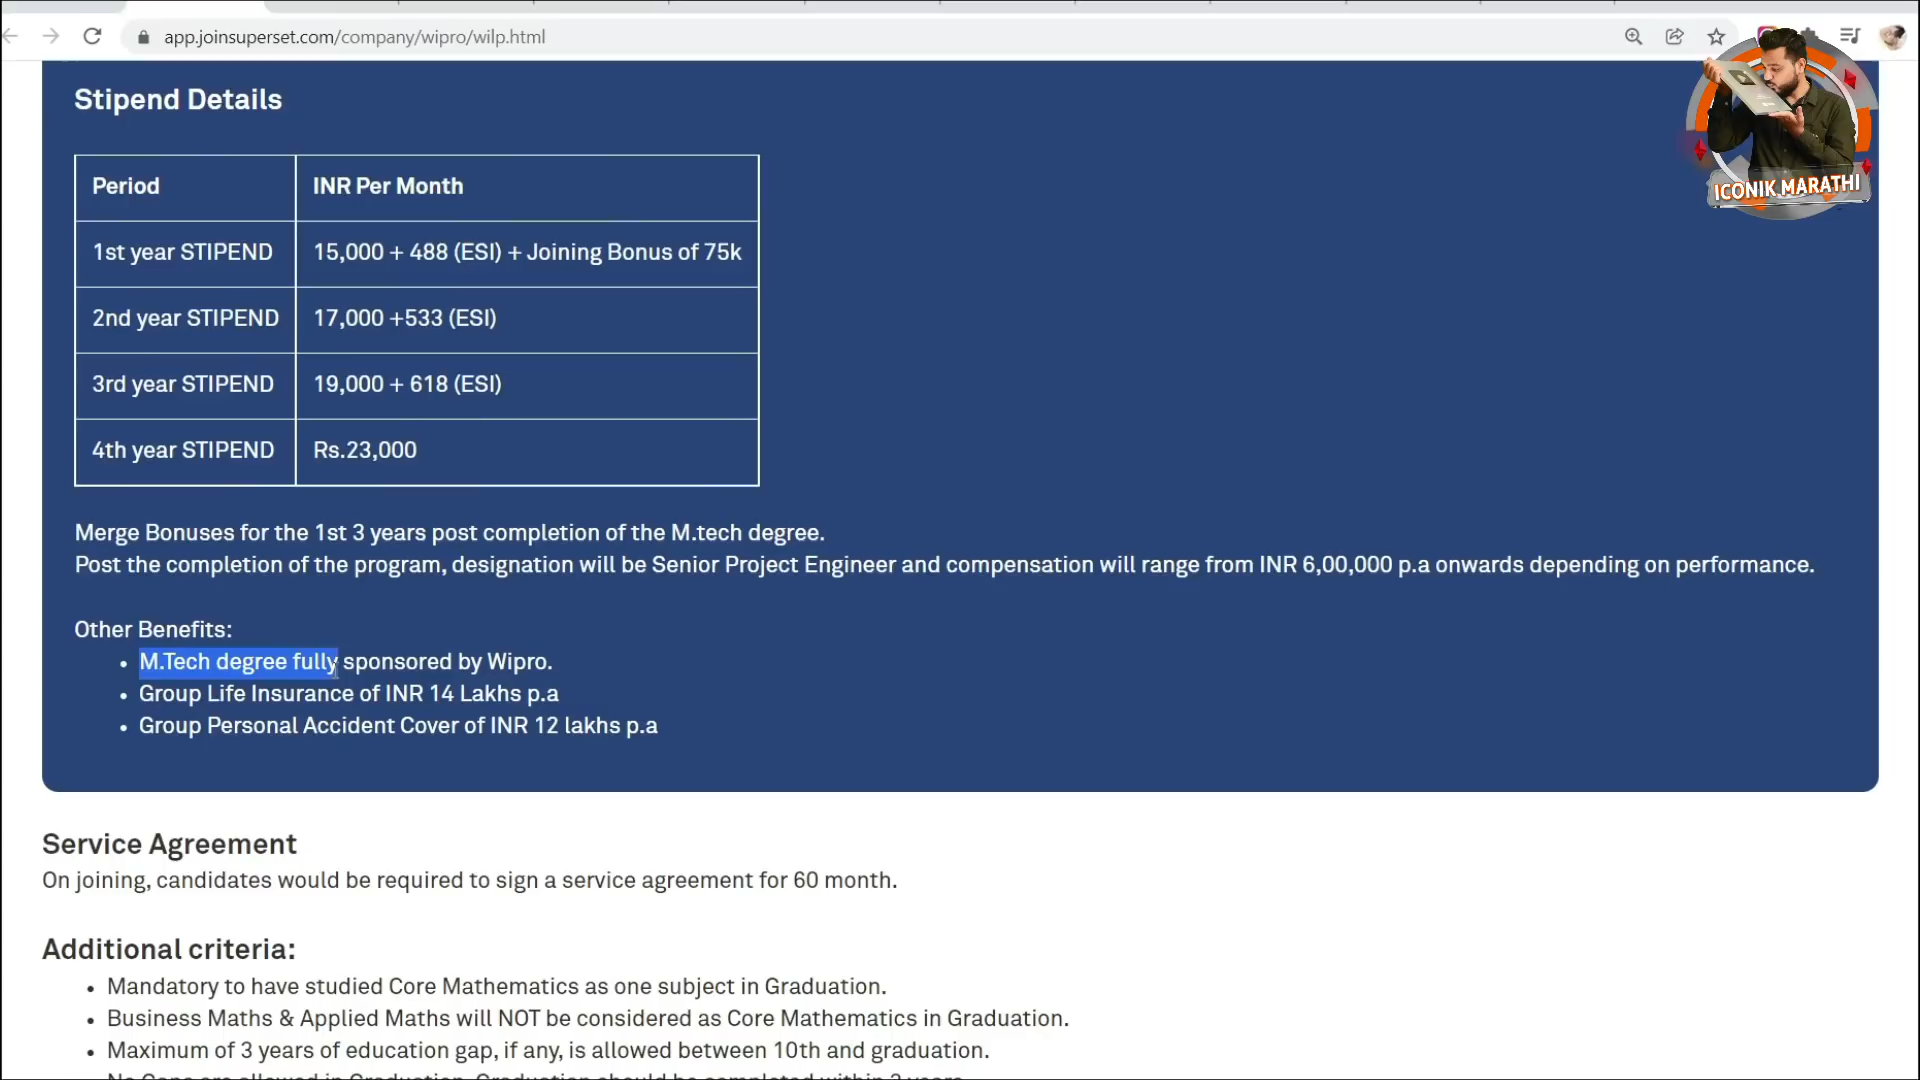 app.joinsuperset.com/company/wipro/wilp.html
ICONIK MARATHI
Stipend Details
Period INR Per Month
1st year STIPEND 15,000 + 488 (ESI) + Joining Bonus of 75k
2nd year STIPEND 17,000 +533 (ESI)
3rd year STIPEND 19,000 + 618 (ESI)
4th year STIPEND Rs.23,000
Merge Bonuses for the 1st 3 years post completion of the M.tech degree.
Post the completion of the program, designation will be Senior Project Engineer and compensation will range from INR 6,00,000 p.a onwards depending on performance.
Other Benefits:
• M.Tech degree fully sponsored by Wipro.
• Group Life Insurance of INR 14 Lakhs p.a
• Group Personal Accident Cover of INR 12 lakhs p.a
Service Agreement
On joining, candidates would be required to sign a service agreement for 60 month.
Additional criteria:
• Mandatory to have studied Core Mathematics as one subject in Graduation.
• Business Maths & Applied Maths will NOT be considered as Core Mathematics in Graduation.
• Maximum of 3 years of education gap, if any, is allowed between 10th and graduation.